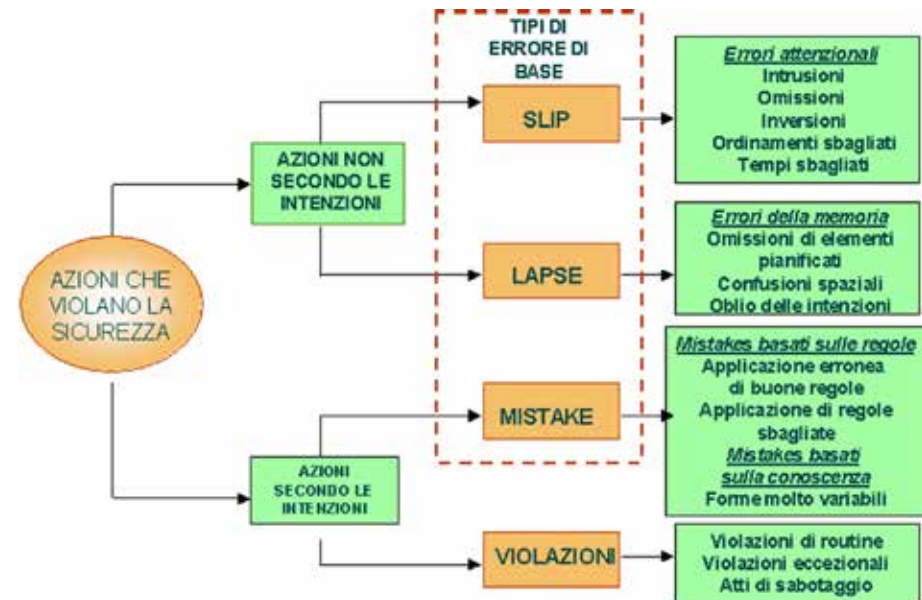 TIPI DI
ERRORE DI
BASE
AZIONI CHE
VIOLANO LA
SICUREZZA
AZIONI NON
SECONDO LE
INTENZIONI
SLIP
Errori attenzionali
Intrusioni
Omissioni
Inversioni
Ordinamenti sbagliati
Tempi sbagliati
LAPSE
Errori della memoria
Omissioni di elementi
pianificati
Confusioni spaziali
Oblio delle intenzioni
AZIONI
SECONDO LE
INTENZIONI
MISTAKE
Mistakes basati sulle regole
Applicazione erronea
di buone regole
Applicazione di regole
sbagliate
Mistakes basati
sulla conoscenza
Forme molto variabili
VIOLAZIONI
Violazioni di routine
Violazioni eccezionali
Atti di sabotaggio